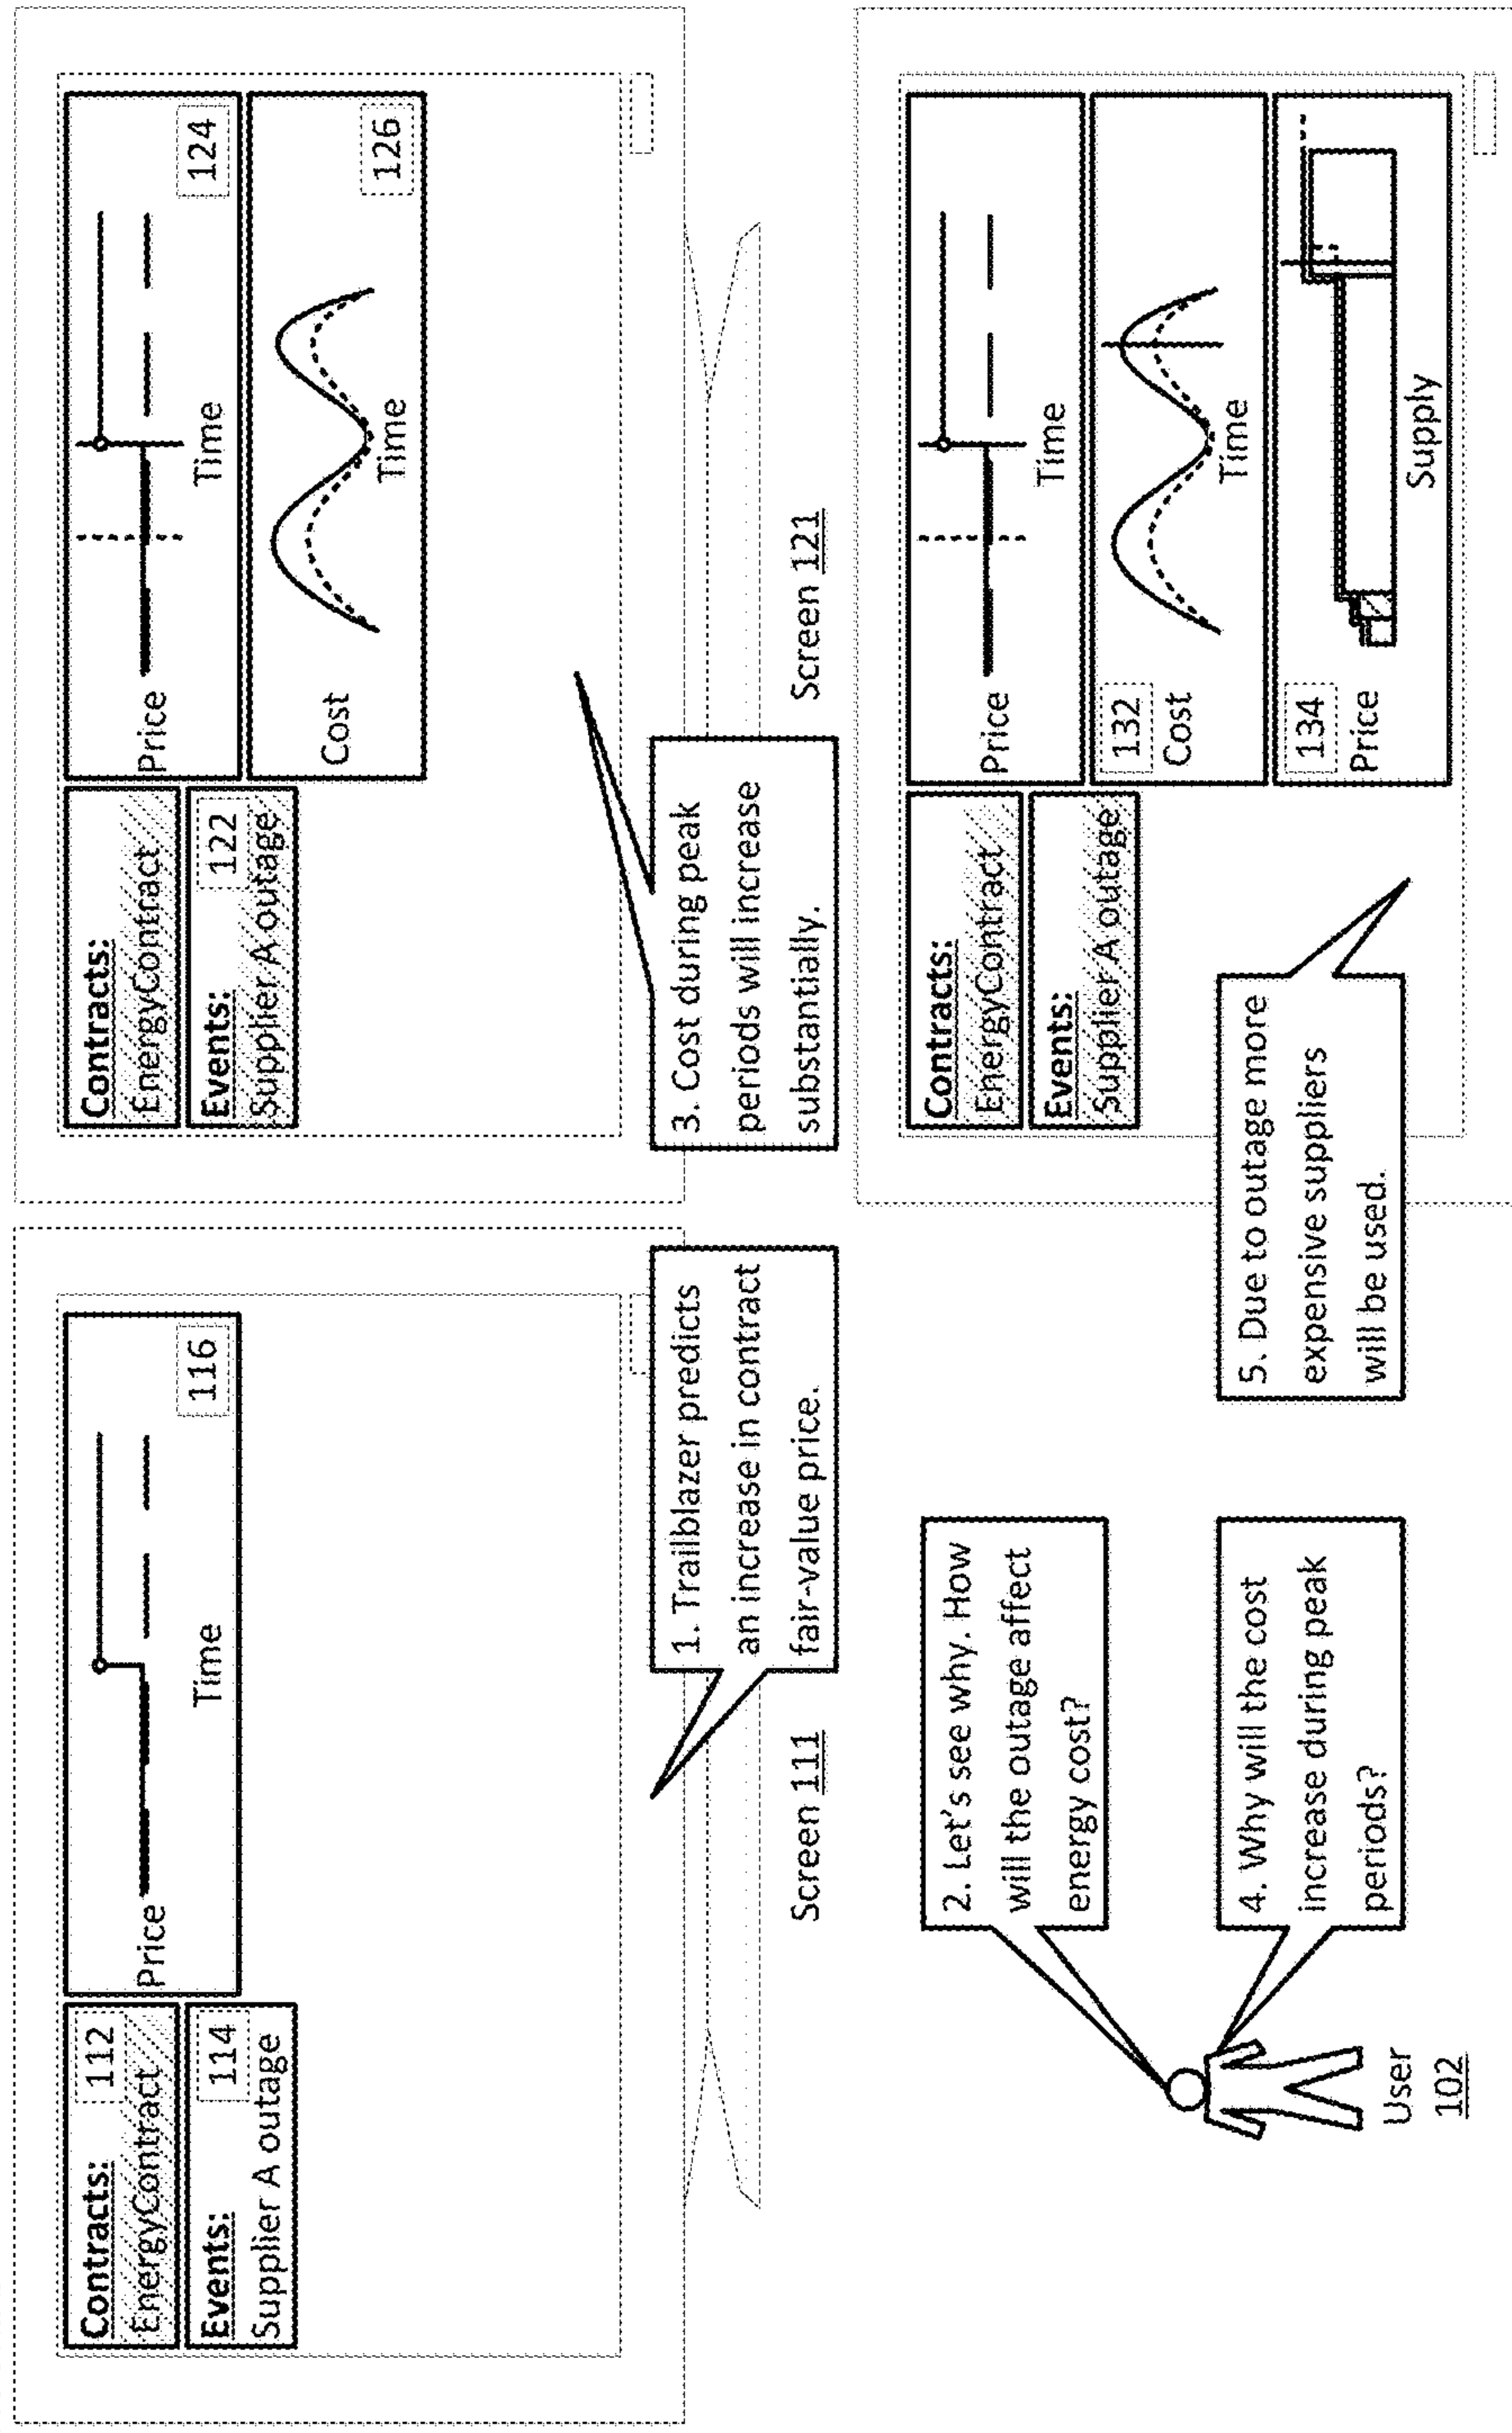 Contracts:
112
EnergyContract
Events:
114
Supplier A outage
Price
Time
116
1. Trailblazer predicts
an increase in contract
fair-value price.
Screen 111
Contracts:
EnergyContract
Events:
122
Supplier A outage
Price
Time
124
Cost
Time
126
3. Cost during peak
periods will increase
substantially.
Screen 121
User
102
2. Let's see why. How
will the outage affect
energy cost?
4. Why will the cost
increase during peak
periods?
Contracts:
EnergyContract
Events:
Supplier A outage
Price
Time
132
Cost
Time
134
Price
Supply
5. Due to outage more
expensive suppliers
will be used.